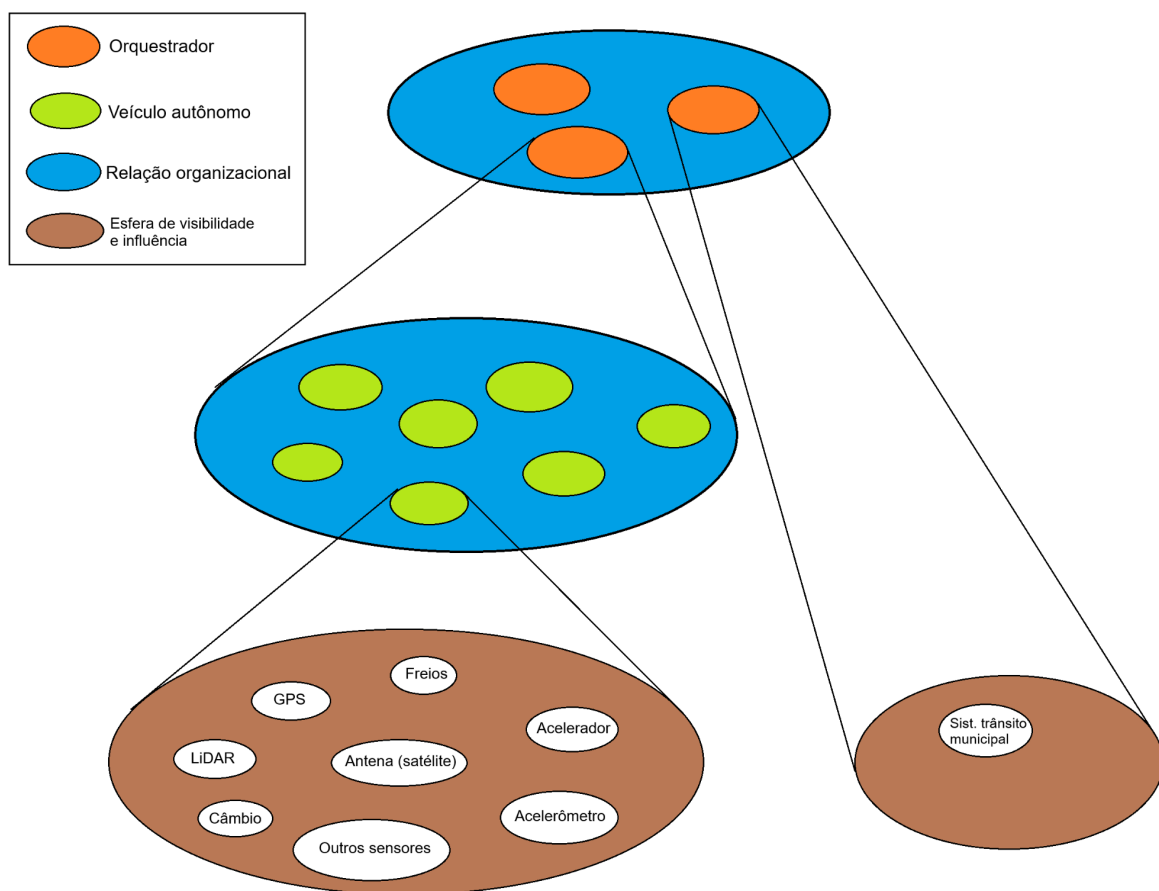 Orquestrador
Veículo autônomo
Relação organizacional
Esfera de visibilidade
e influência
Freios
GPS
Acelerador
LiDAR
Antena (satélite)
Câmbio
Acelerômetro
Outros sensores
Sist. trânsito
municipal